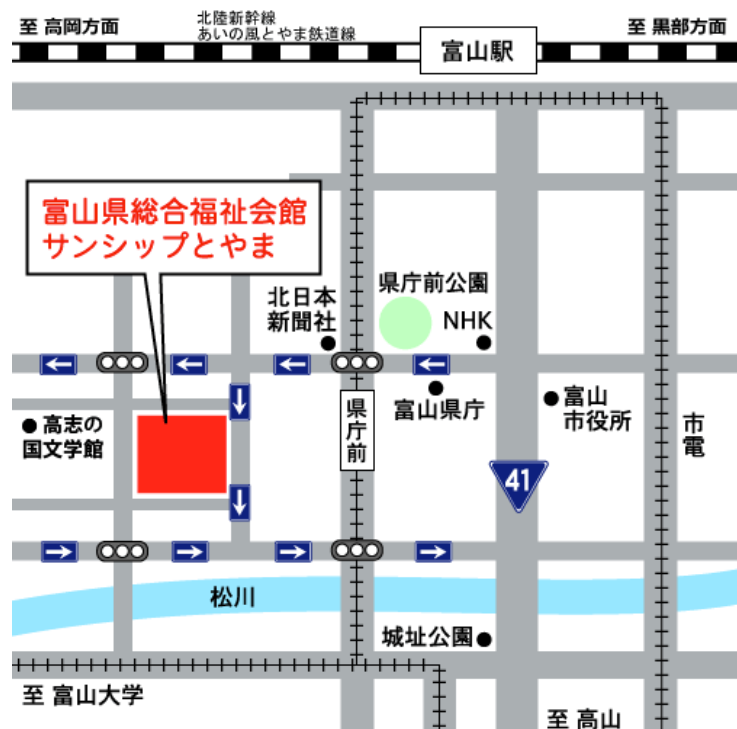 至 高岡方面
北陸新幹線
あいの風とやま鉄道線
富山駅
至 黒部方面
富山県総合福祉会館
サンシップとやま
県庁前公園
北日本
新聞社
NHK
富山県庁
県庁前
富山
市役所
市電
高志の
国文学館
41
松川
城址公園
至 富山大学
至 高山